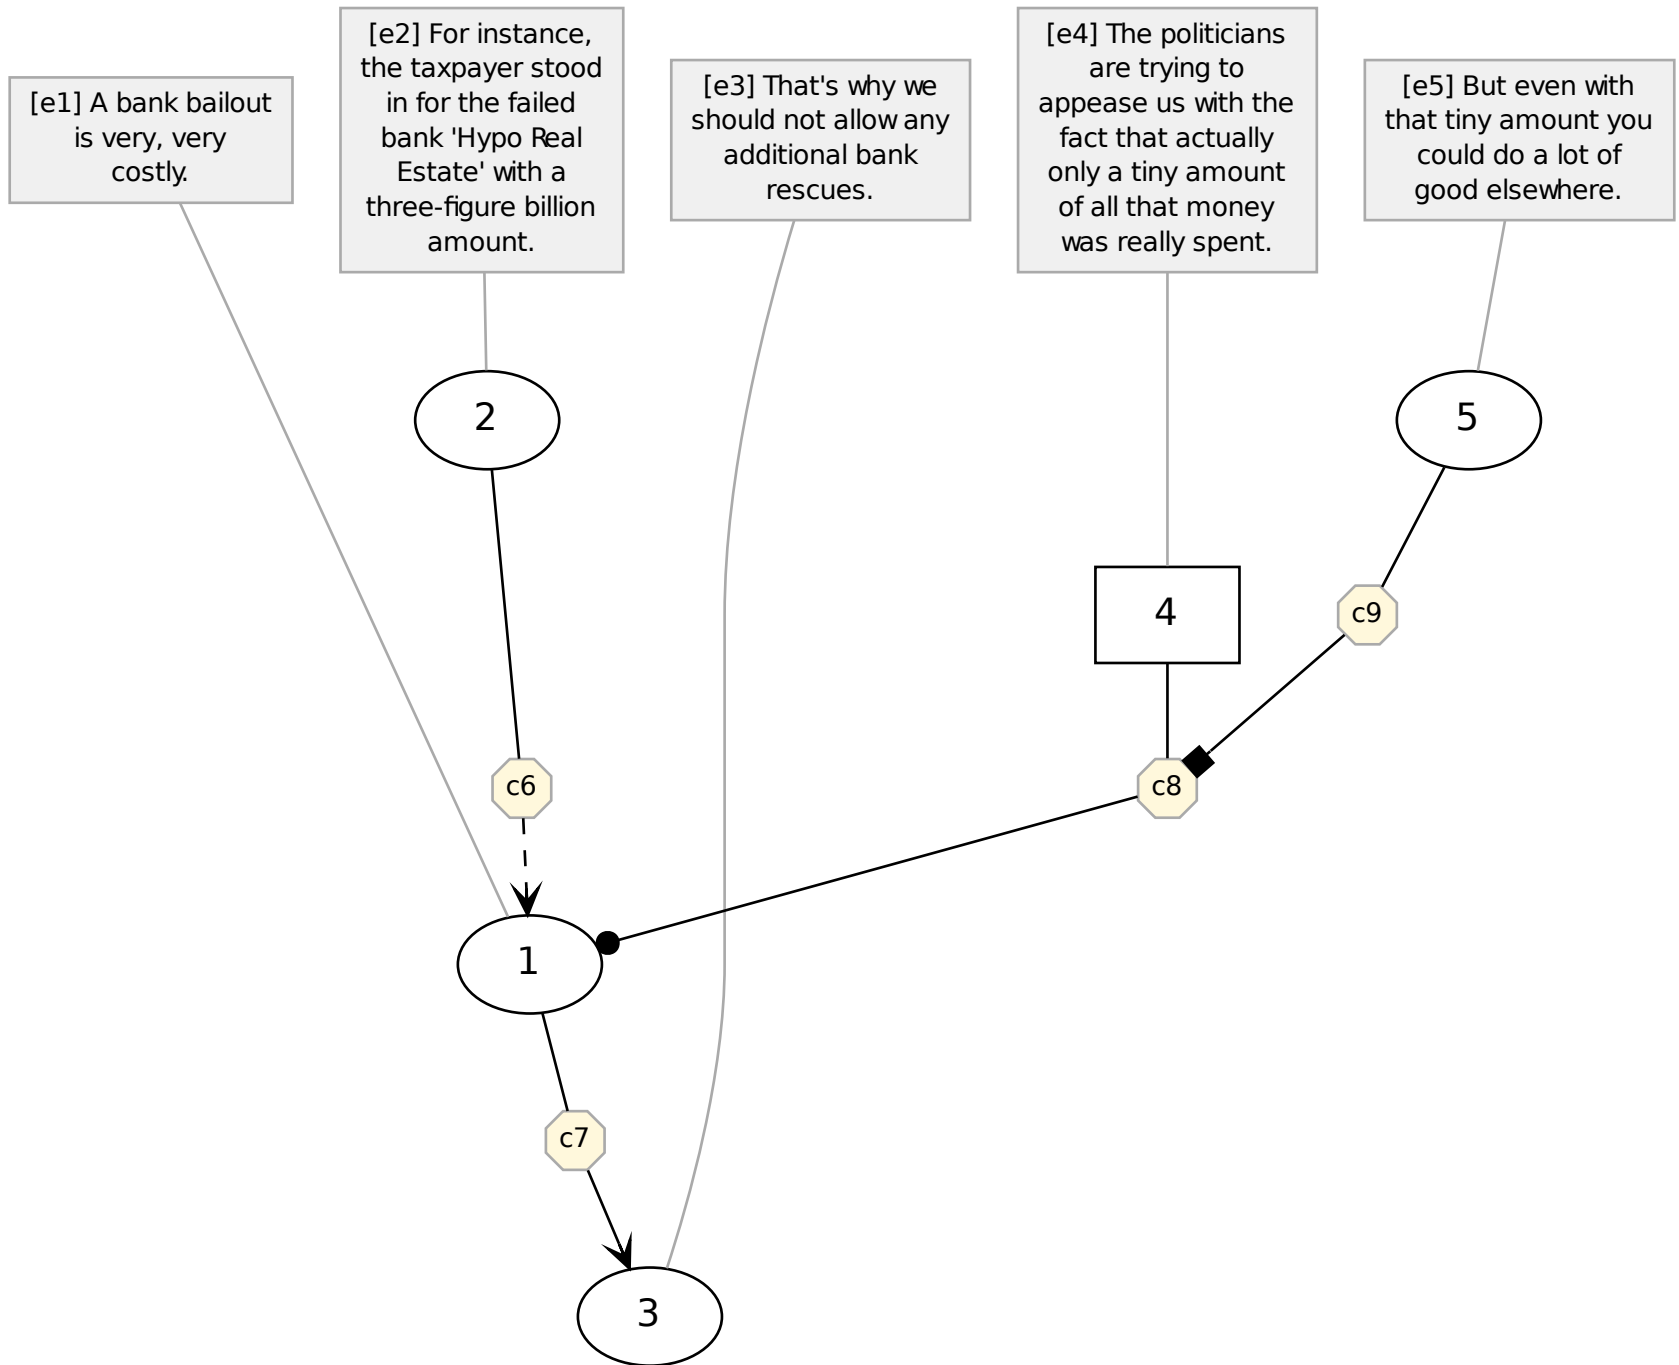 [e1] A bank bailout
is very, very
costly.
[e2] For instance,
the taxpayer stood
in for the failed
bank 'Hypo Real
Estate' with a
three-figure billion
amount.
[e3] That's why we
should not allow any
additional bank
rescues.
[e4] The politicians
are trying to
appease us with the
fact that actually
only a tiny amount
of all that money
was really spent.
[e5] But even with
that tiny amount you
could do a lot of
good elsewhere.
2
5
4
c9
c6
c8
1
c7
3